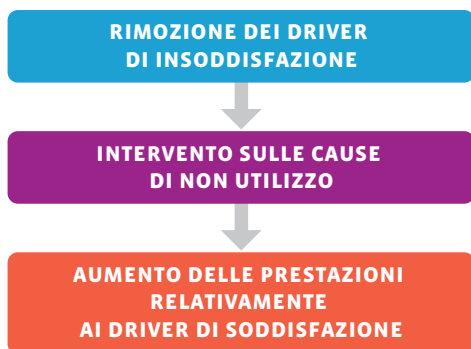 RIMOZIONE DEI DRIVER
DI INSODDISFAZIONE
INTERVENTO SULLE CAUSE
DI NON UTILIZZO
AUMENTO DELLE PRESTAZIONI
RELATIVAMENTE
AI DRIVER DI SODDISFAZIONE